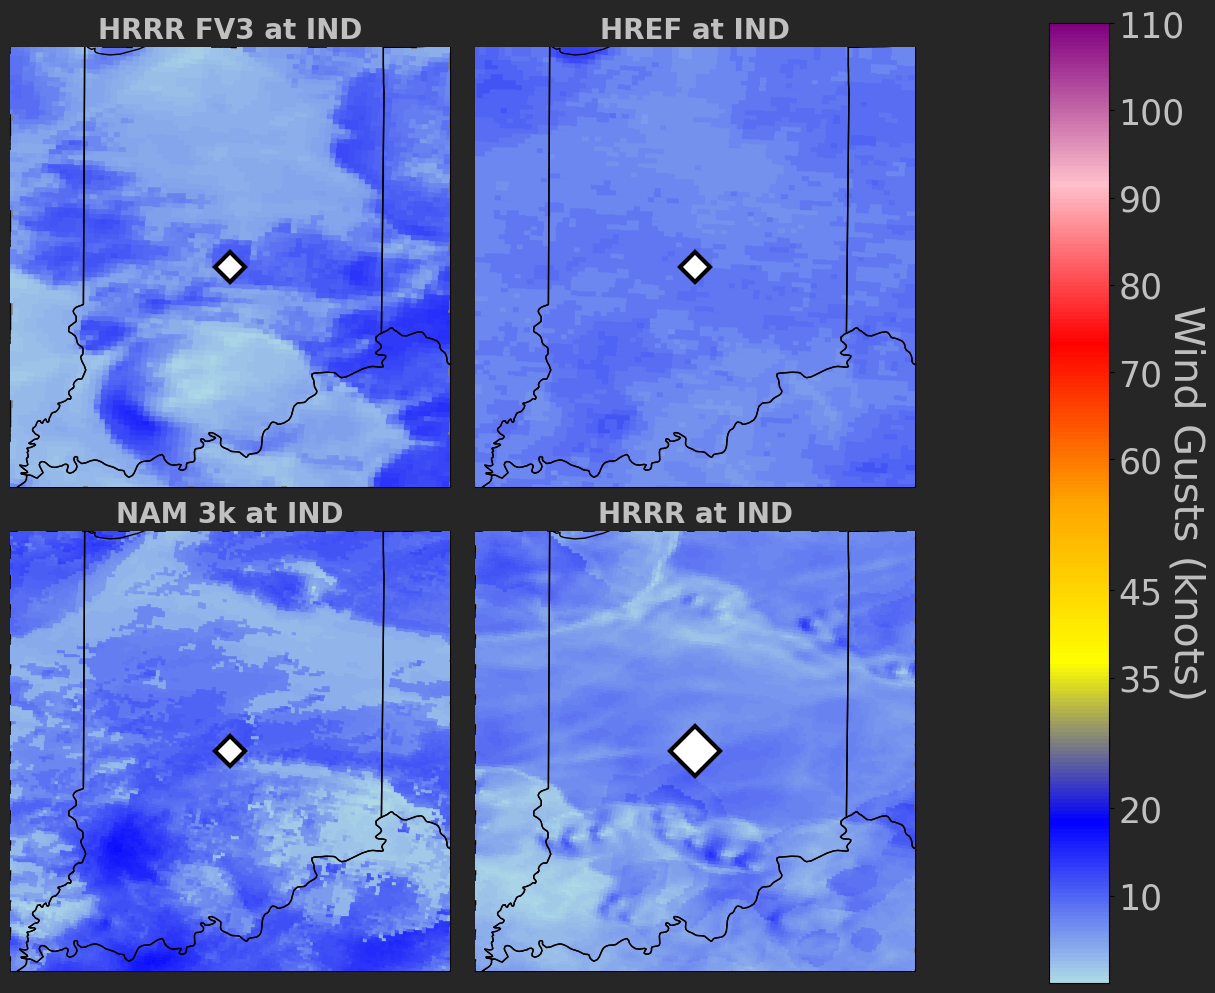 HRRR FV3 at IND
HREF at IND
NAM 3k at IND
HRRR at IND
110
100
90
80
70
60
45
35
20
10
Wind Gusts (knots)